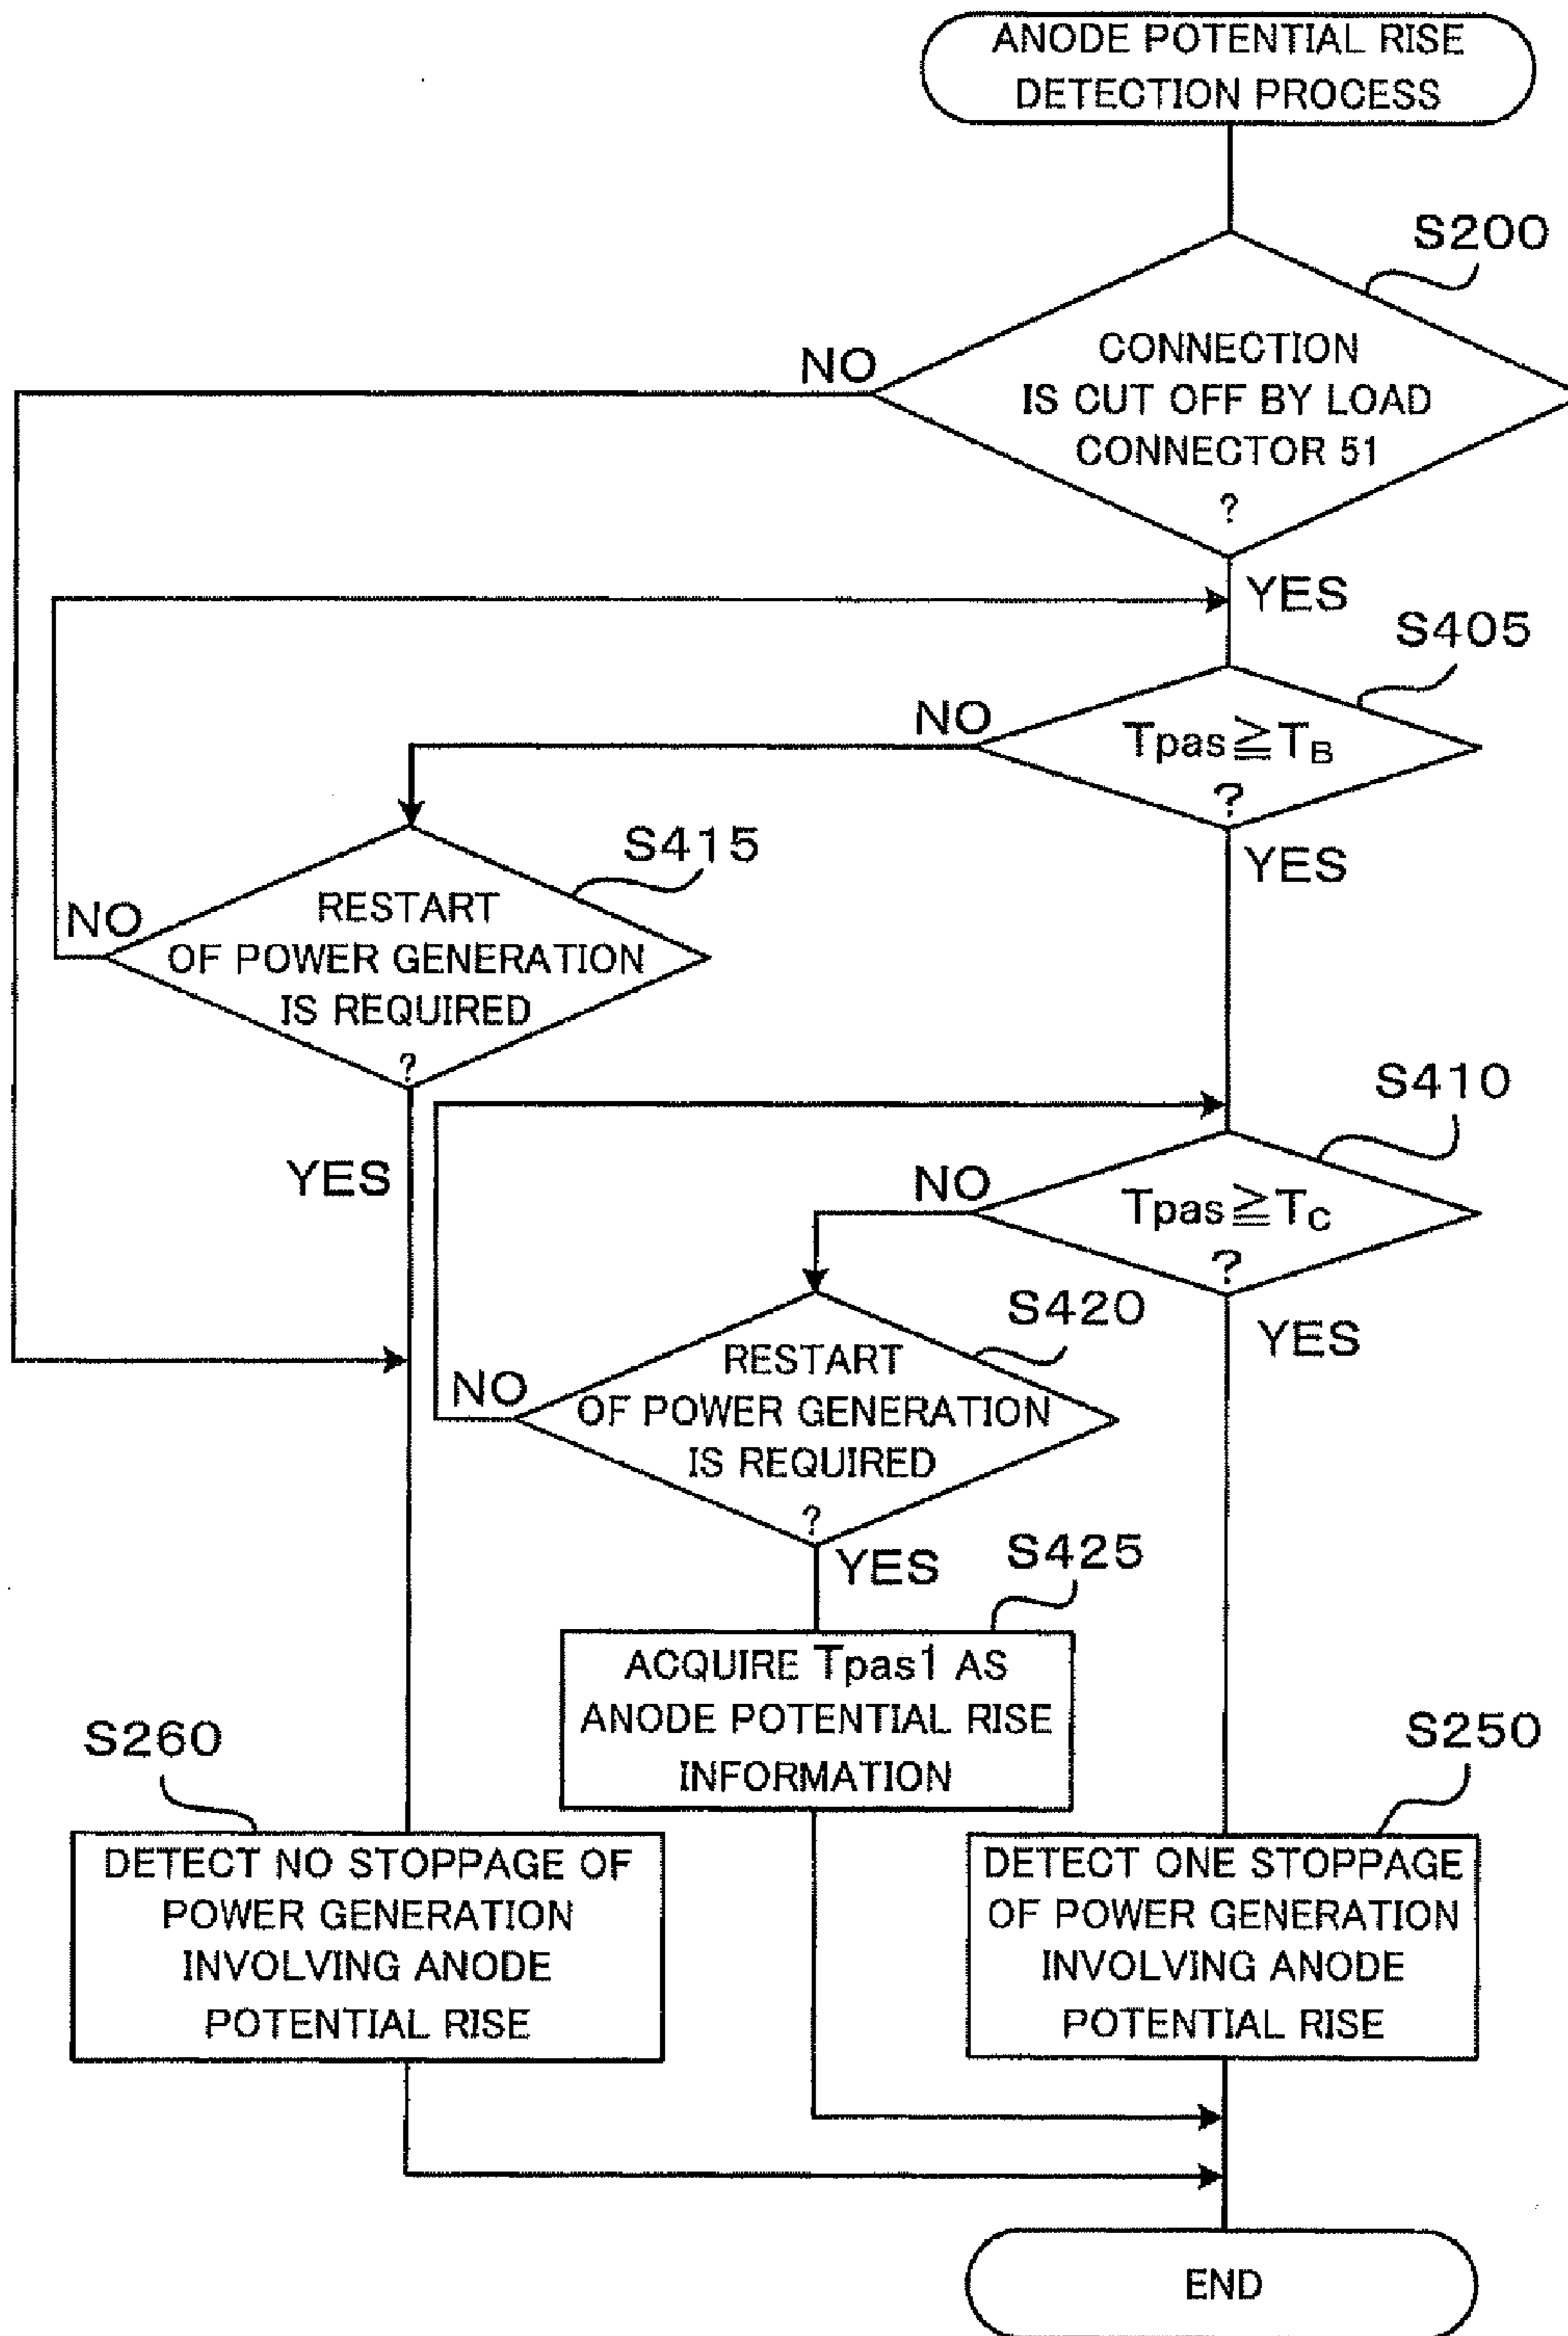 ANODE POTENTIAL RISE
DETECTION PROCESS
S200
CONNECTION
IS CUT OFF BY LOAD
CONNECTOR 51
?
NO
YES
S405
Tpas≧TB
?
NO
YES
S415
RESTART
OF POWER GENERATION
IS REQUIRED
?
NO
YES
S410
Tpas≧TC
?
NO
YES
S420
RESTART
OF POWER GENERATION
IS REQUIRED
?
NO
YES
S425
ACQUIRE Tpas1 AS
ANODE POTENTIAL RISE
INFORMATION
S260
DETECT NO STOPPAGE OF
POWER GENERATION
INVOLVING ANODE
POTENTIAL RISE
S250
DETECT ONE STOPPAGE
OF POWER GENERATION
INVOLVING ANODE
POTENTIAL RISE
END